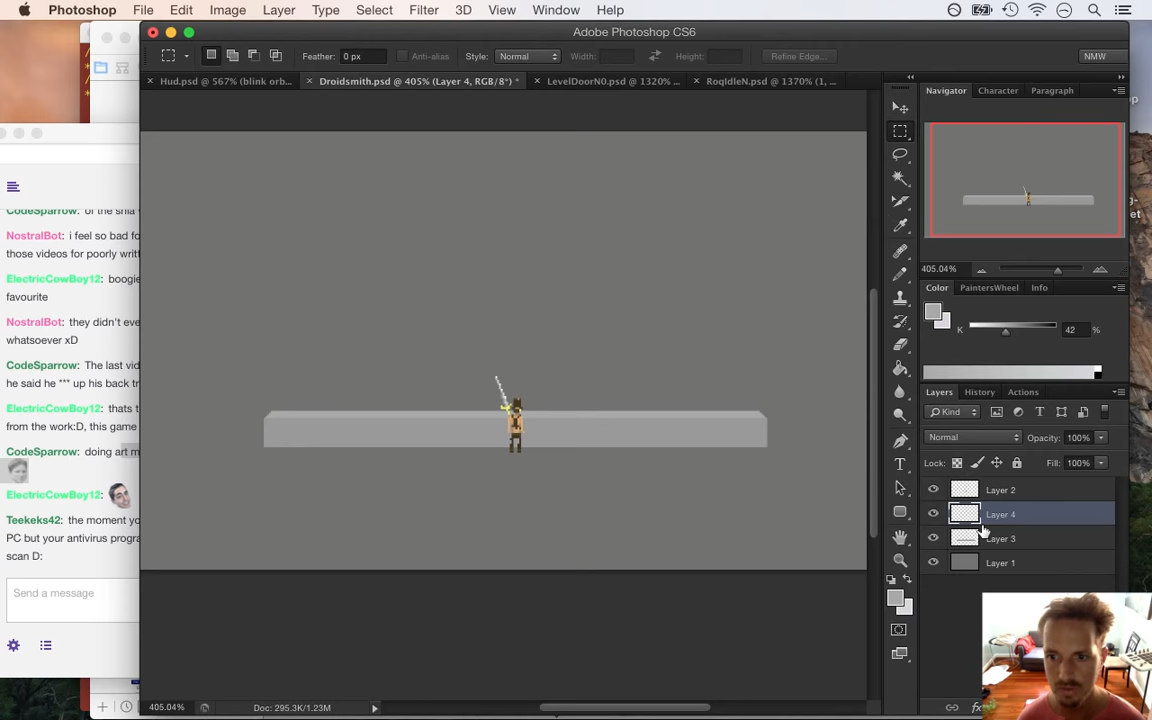 Photoshop File Edit Image Layer Type Select Filter 3D View Window Help
Adobe Photoshop CS6
Feather: 0 px Anti-alias Style: Normal Width: Height: Refine Edge... NMW
Hud.psd @ 567% (blink orb... Droidsmith.psd @ 405% (Layer 4, RGB/8*) * LevelDoorN0.psd @ 1320% ... RoqIdleN.psd @ 1370% (1, ...
Navigator Character Paragraph
CodeSparrow:
NostralBot: i feel so bad fo
those videos for poorly writt
ElectricCowBoy12: boogie
favourite
NostralBot: they didn't eve
whatsoever xD
CodeSparrow: The last vid
he said he *** up his back tr
ElectricCowBoy12: thats t
from the work:D, this game
CodeSparrow: doing art m
ElectricCowBoy12:
Teekeks42: the moment yo
PC but your antivirus progra
scan D:
Send a message
405.04%
Color PaintersWheel Info
K 42 %
Layers History Actions
Kind
Normal Opacity: 100%
Lock: Fill: 100%
Layer 2
Layer 4
Layer 3
Layer 1
fx
405.04% Doc: 295.3K/1.23M